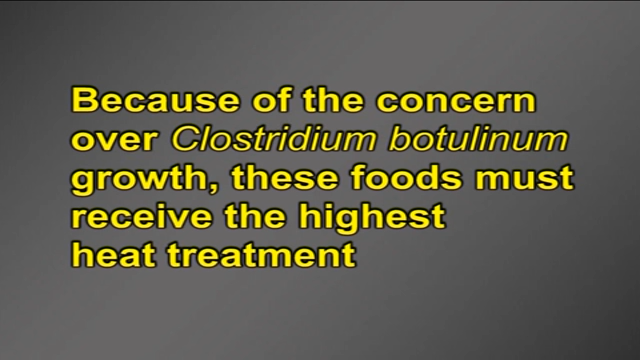 Because of the concern
over Clostridium botulinum
growth, these foods must
receive the highest
heat treatment